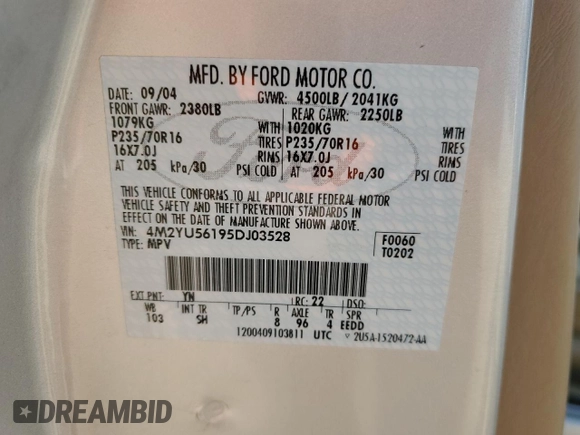 MFD. BY FORD MOTOR CO.
DATE: 09/04 GVWR: 4500LB/ 2041KG
FRONT GAWR: 2380LB REAR GAWR: 2250LB
1079KG WITH 1020KG WITH
P235/70R16 TIRES P235/70R16 TIRES
16X7.0J RIMS 16X7.0J RIMS
AT 205 kPa/30 PSI COLD AT 205 kPa/30 PSI COLD
THIS VEHICLE CONFORMS TO ALL APPLICABLE FEDERAL MOTOR
VEHICLE SAFETY AND THEFT PREVENTION STANDARDS IN
EFFECT ON THE DATE OF MANUFACTURE SHOWN ABOVE.
VIN: 4M2YU56195DJ03528 F0060
TYPE: MPV T0202
Ford
EXT PNT: YN RC: 22 DSO:
WB INT TR TP/PS R AXLE TR SPR
103 SH 8 96 4 EEDD
1200409103811 UTC ▽ 2U5A-1520472-AA
DREAMBID